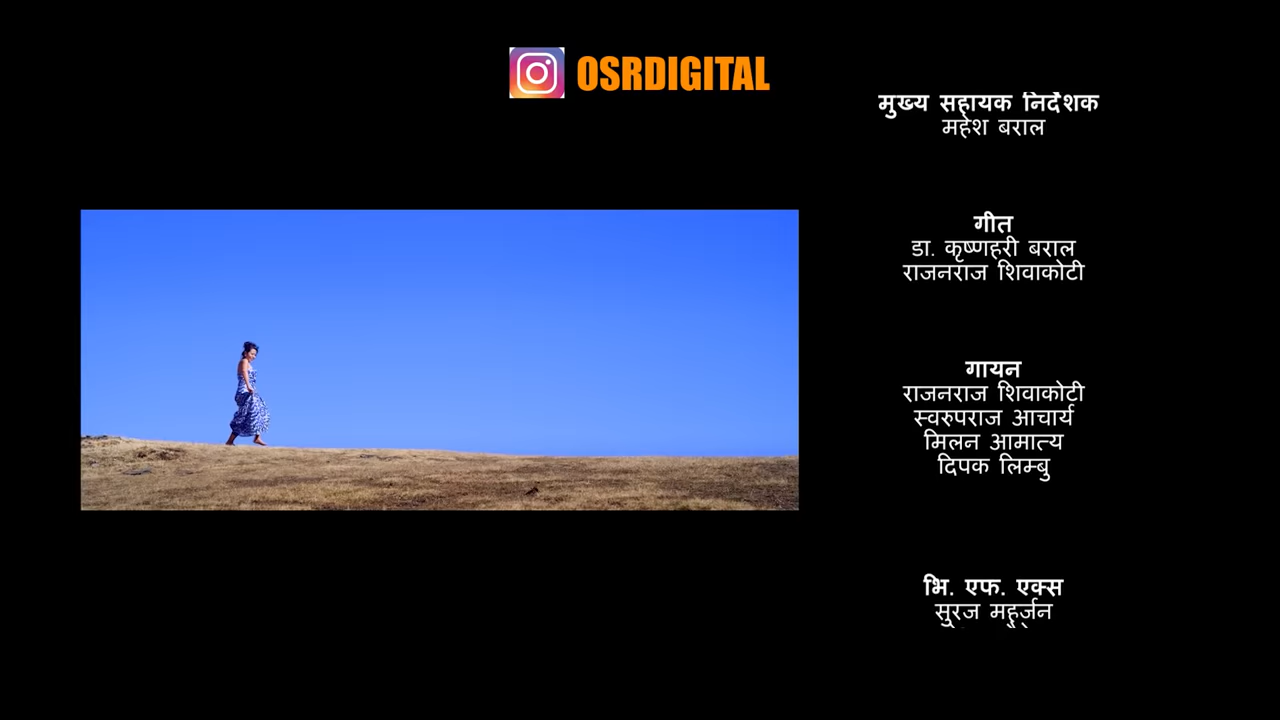 OSRDIGITAL
मुख्य सहायक निर्देशक
महेश बराल
गीत
डा. कृष्णहरी बराल
राजनराज शिवाकोटी
गायन
राजनराज शिवाकोटी
स्वरुपराज आचार्य
मिलन आमात्य
दिपक लिम्बु
भि. एफ. एक्स
सुरज महर्जन